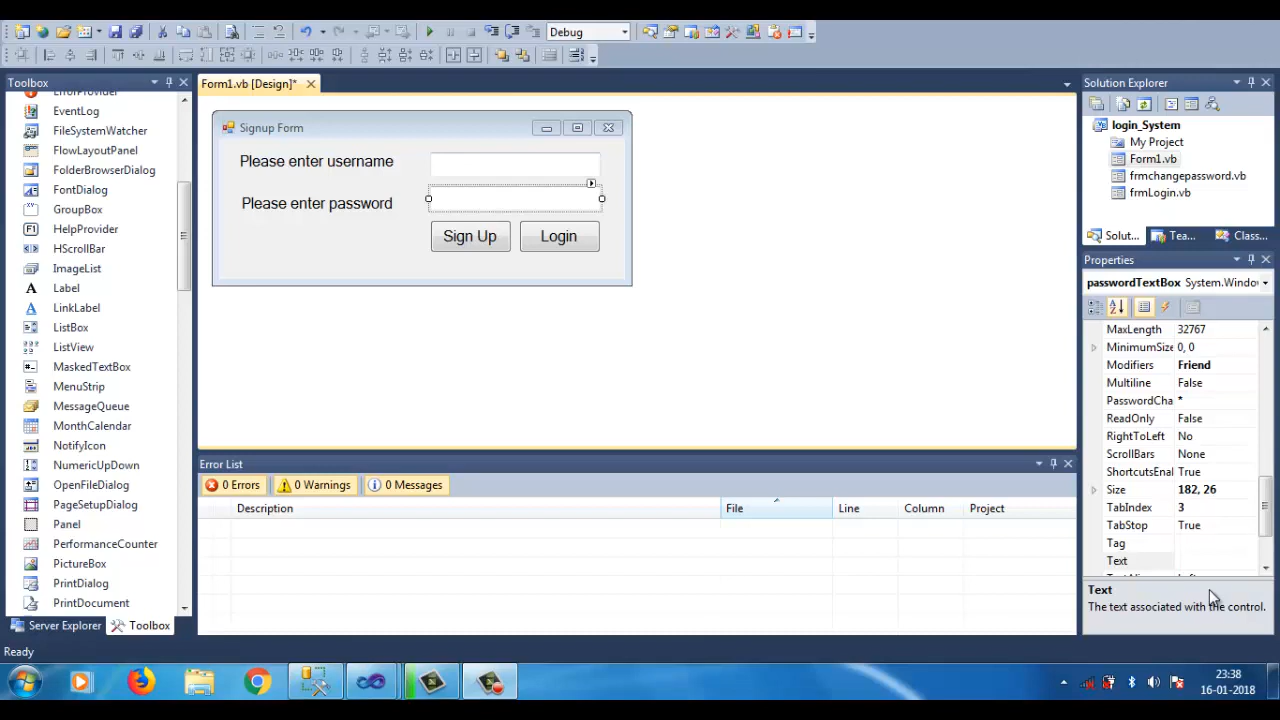 Debug
Toolbox
ErrorProvider
EventLog
FileSystemWatcher
FlowLayoutPanel
FolderBrowserDialog
FontDialog
GroupBox
HelpProvider
HScrollBar
ImageList
Label
LinkLabel
ListBox
ListView
MaskedTextBox
MenuStrip
MessageQueue
MonthCalendar
NotifyIcon
NumericUpDown
OpenFileDialog
PageSetupDialog
Panel
PerformanceCounter
PictureBox
PrintDialog
PrintDocument
Server Explorer
Toolbox
Form1.vb [Design]*
Signup Form
Please enter username
Please enter password
Sign Up Login
Error List
0 Errors 0 Warnings 0 Messages
Description File Line Column Project
Solution Explorer
login_System
My Project
Form1.vb
frmchangepassword.vb
frmLogin.vb
Solut... Tea... Class...
Properties
passwordTextBox System.Windo
MaxLength 32767
MinimumSize 0, 0
Modifiers Friend
Multiline False
PasswordCha *
ReadOnly False
RightToLeft No
ScrollBars None
ShortcutsEnal True
Size 182, 26
TabIndex 3
TabStop True
Tag
Text
Text
The text associated with the control.
Ready
23:38
16-01-2018